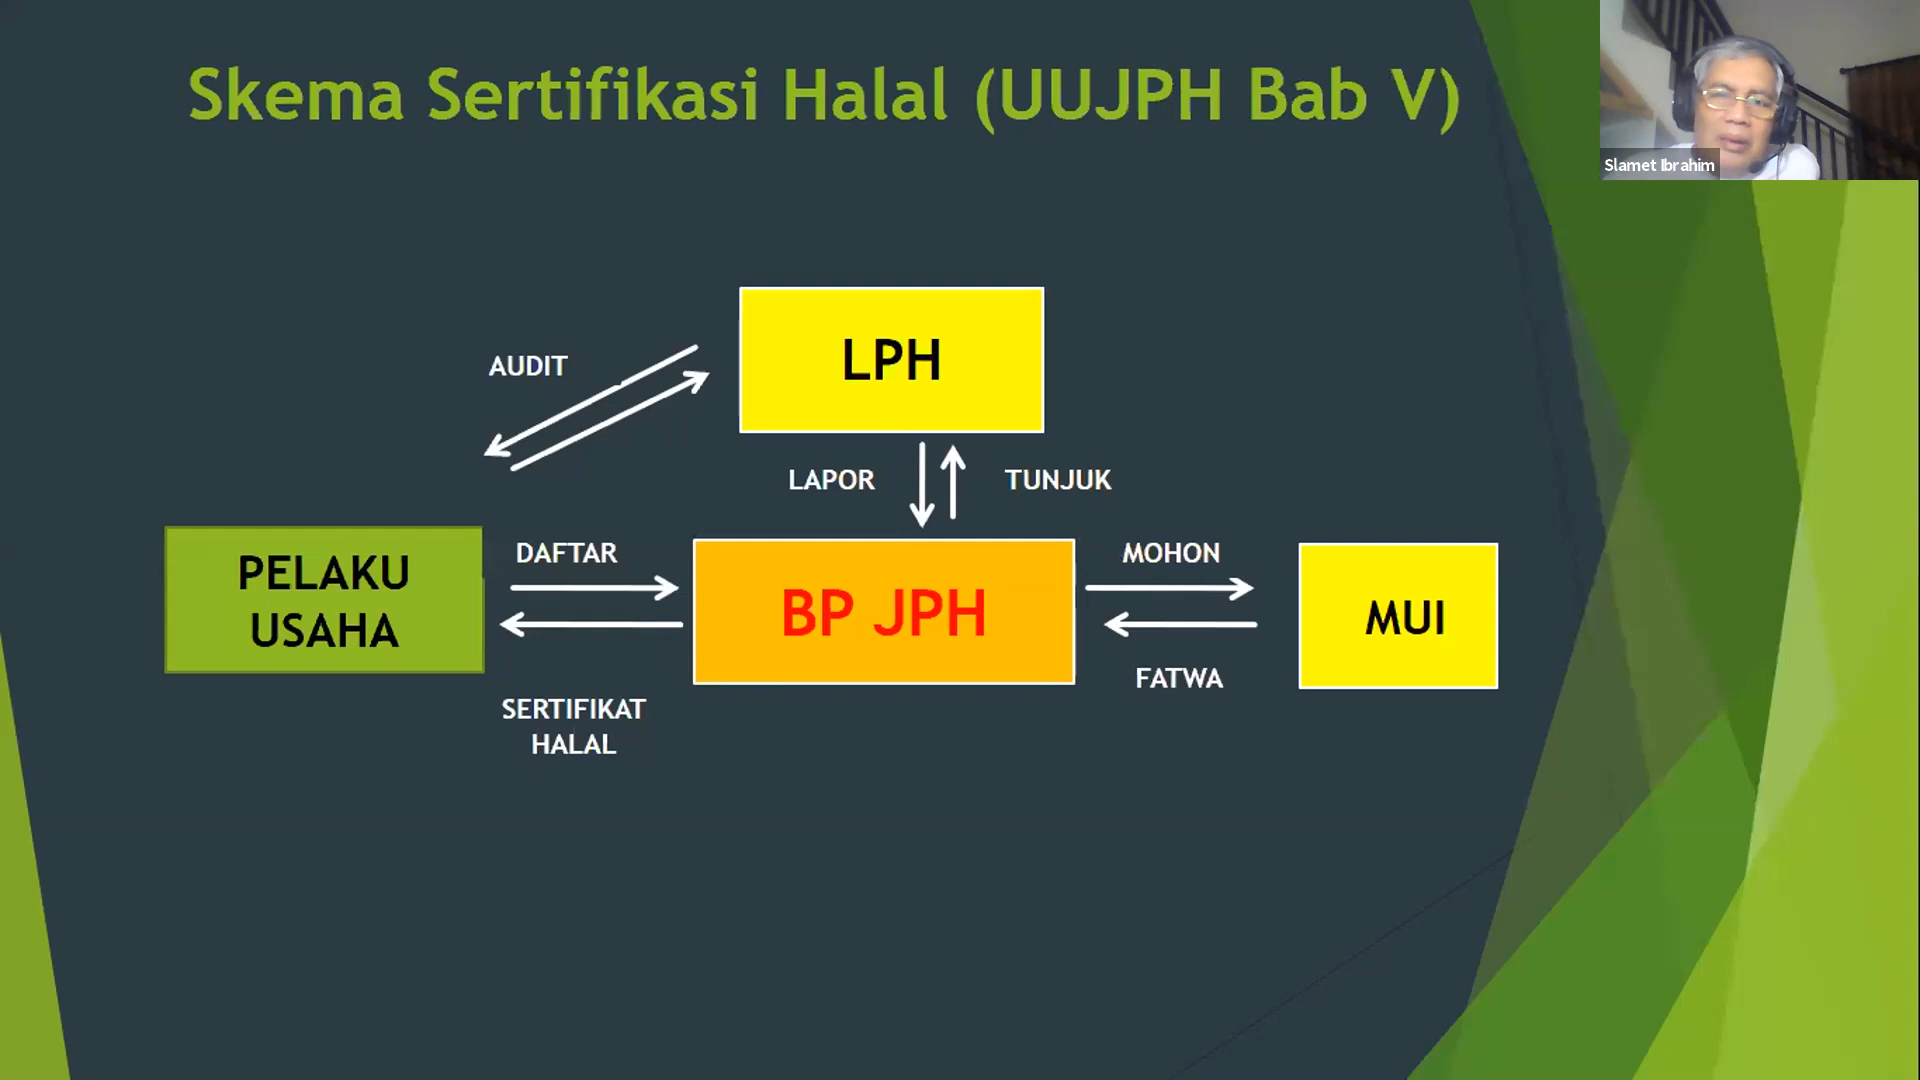 Skema Sertifikasi Halal (UUJPH Bab V)
Slamet Ibrahim
LPH
AUDIT
LAPOR
TUNJUK
PELAKU
USAHA
DAFTAR
BP JPH
MOHON
MUI
SERTIFIKAT
HALAL
FATWA